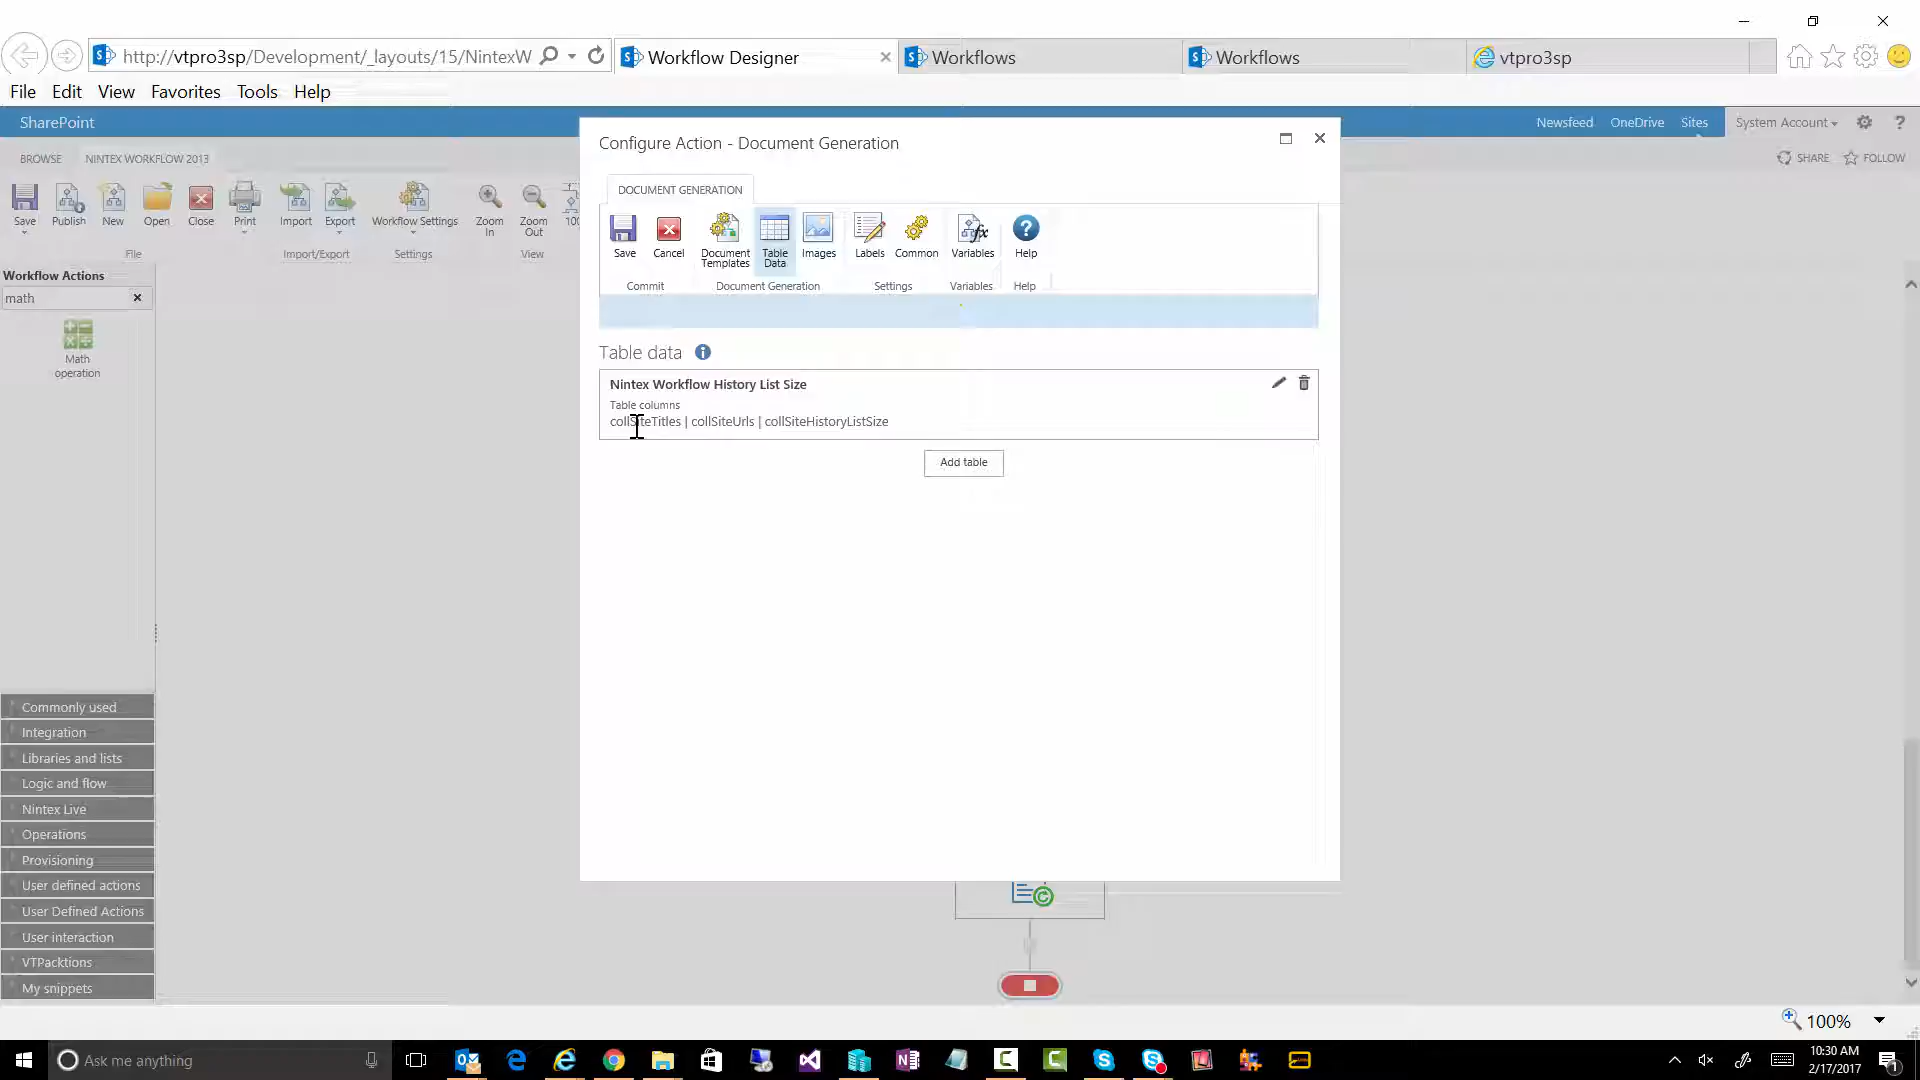 http://vtpro3sp/Development/_layouts/15/NintexW
Workflow Designer
Workflows
Workflows
vtpro3sp
File Edit View Favorites Tools Help
SharePoint
Newsfeed OneDrive Sites
System Account
?
BROWSE
NINTEX WORKFLOW 2013
SHARE
FOLLOW
Save
Publish
New
Open
Close
Print
Import
Export
Workflow Settings
Zoom In
Zoom Out
File
Import/Export
Settings
View
Workflow Actions
math
Math operation
Commonly used
Integration
Libraries and lists
Logic and flow
Nintex Live
Operations
Provisioning
User defined actions
User Defined Actions
User interaction
VTPacktions
My snippets
Configure Action - Document Generation
DOCUMENT GENERATION
Save
Cancel
Document Templates
Table Data
Images
Labels
Common
Variables
Help
Commit
Document Generation
Settings
Variables
Help
Table data
Nintex Workflow History List Size
Table columns
collSiteTitles | collSiteUrls | collSiteHistoryListSize
Add table
100%
Ask me anything
10:30 AM
2/17/2017